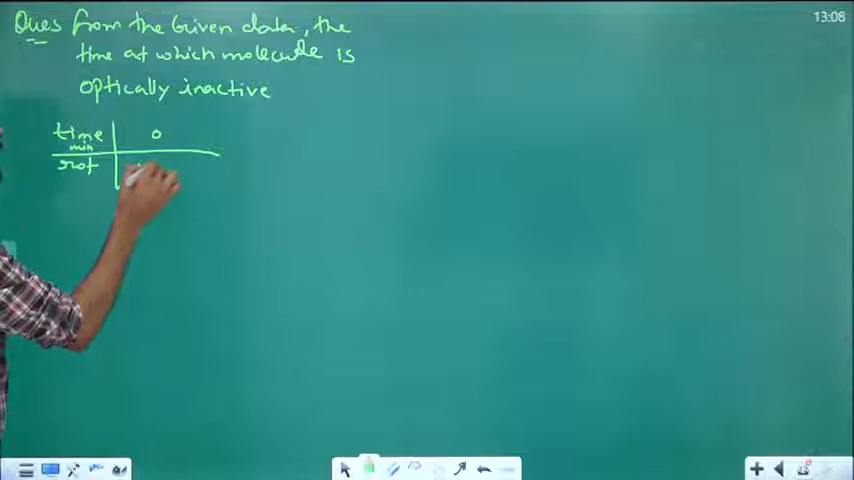 Ques from the Given data, the
time at which molecule is
optically inactive
time 0
min
rot
13:08